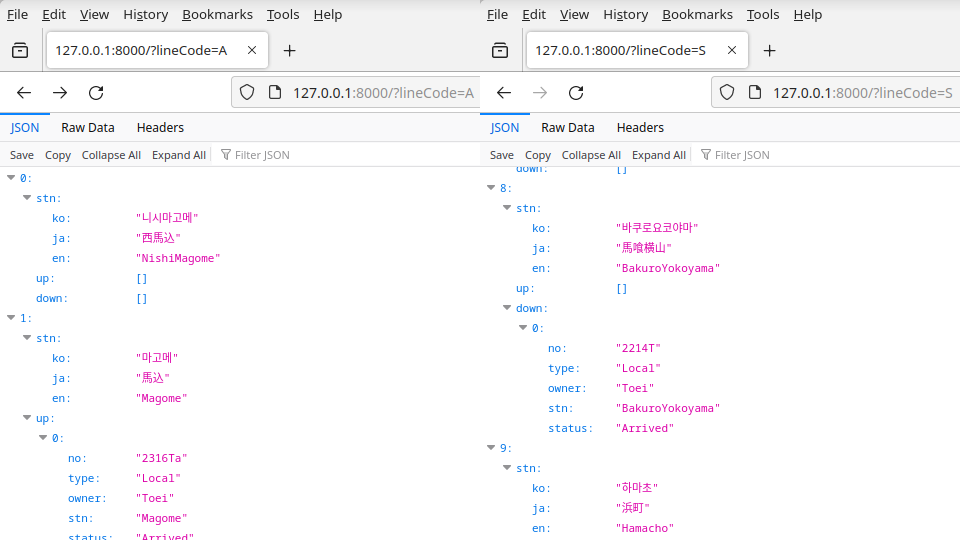 File Edit View History Bookmarks Tools Help
127.0.0.1:8000/?lineCode=A
127.0.0.1:8000/?lineCode=A
JSON Raw Data Headers
Save Copy Collapse All Expand All Filter JSON
0:
stn:
ko: "니시마고메"
ja: "西馬込"
en: "NishiMagome"
up: []
down: []
1:
stn:
ko: "마고메"
ja: "馬込"
en: "Magome"
up:
0:
no: "2316Ta"
type: "Local"
owner: "Toei"
stn: "Magome"
status: "Arrived"
File Edit View History Bookmarks Tools Help
127.0.0.1:8000/?lineCode=S
127.0.0.1:8000/?lineCode=S
JSON Raw Data Headers
Save Copy Collapse All Expand All Filter JSON
down: []
8:
stn:
ko: "바쿠로요코야마"
ja: "馬喰横山"
en: "BakuroYokoyama"
up: []
down:
0:
no: "2214T"
type: "Local"
owner: "Toei"
stn: "BakuroYokoyama"
status: "Arrived"
9:
stn:
ko: "하마초"
ja: "浜町"
en: "Hamacho"